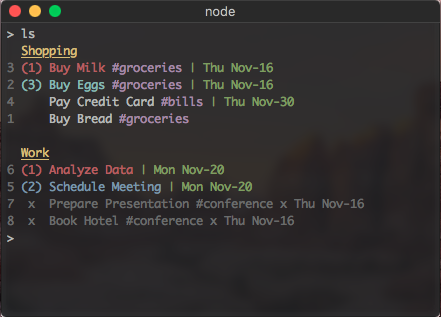 node
> ls
Shopping
3 (1) Buy Milk #groceries | Thu Nov-16
2 (3) Buy Eggs #groceries | Thu Nov-16
4 Pay Credit Card #bills | Thu Nov-30
1 Buy Bread #groceries
Work
6 (1) Analyze Data | Mon Nov-20
5 (2) Schedule Meeting | Mon Nov-20
7 x Prepare Presentation #conference x Thu Nov-16
8 x Book Hotel #conference x Thu Nov-16
>